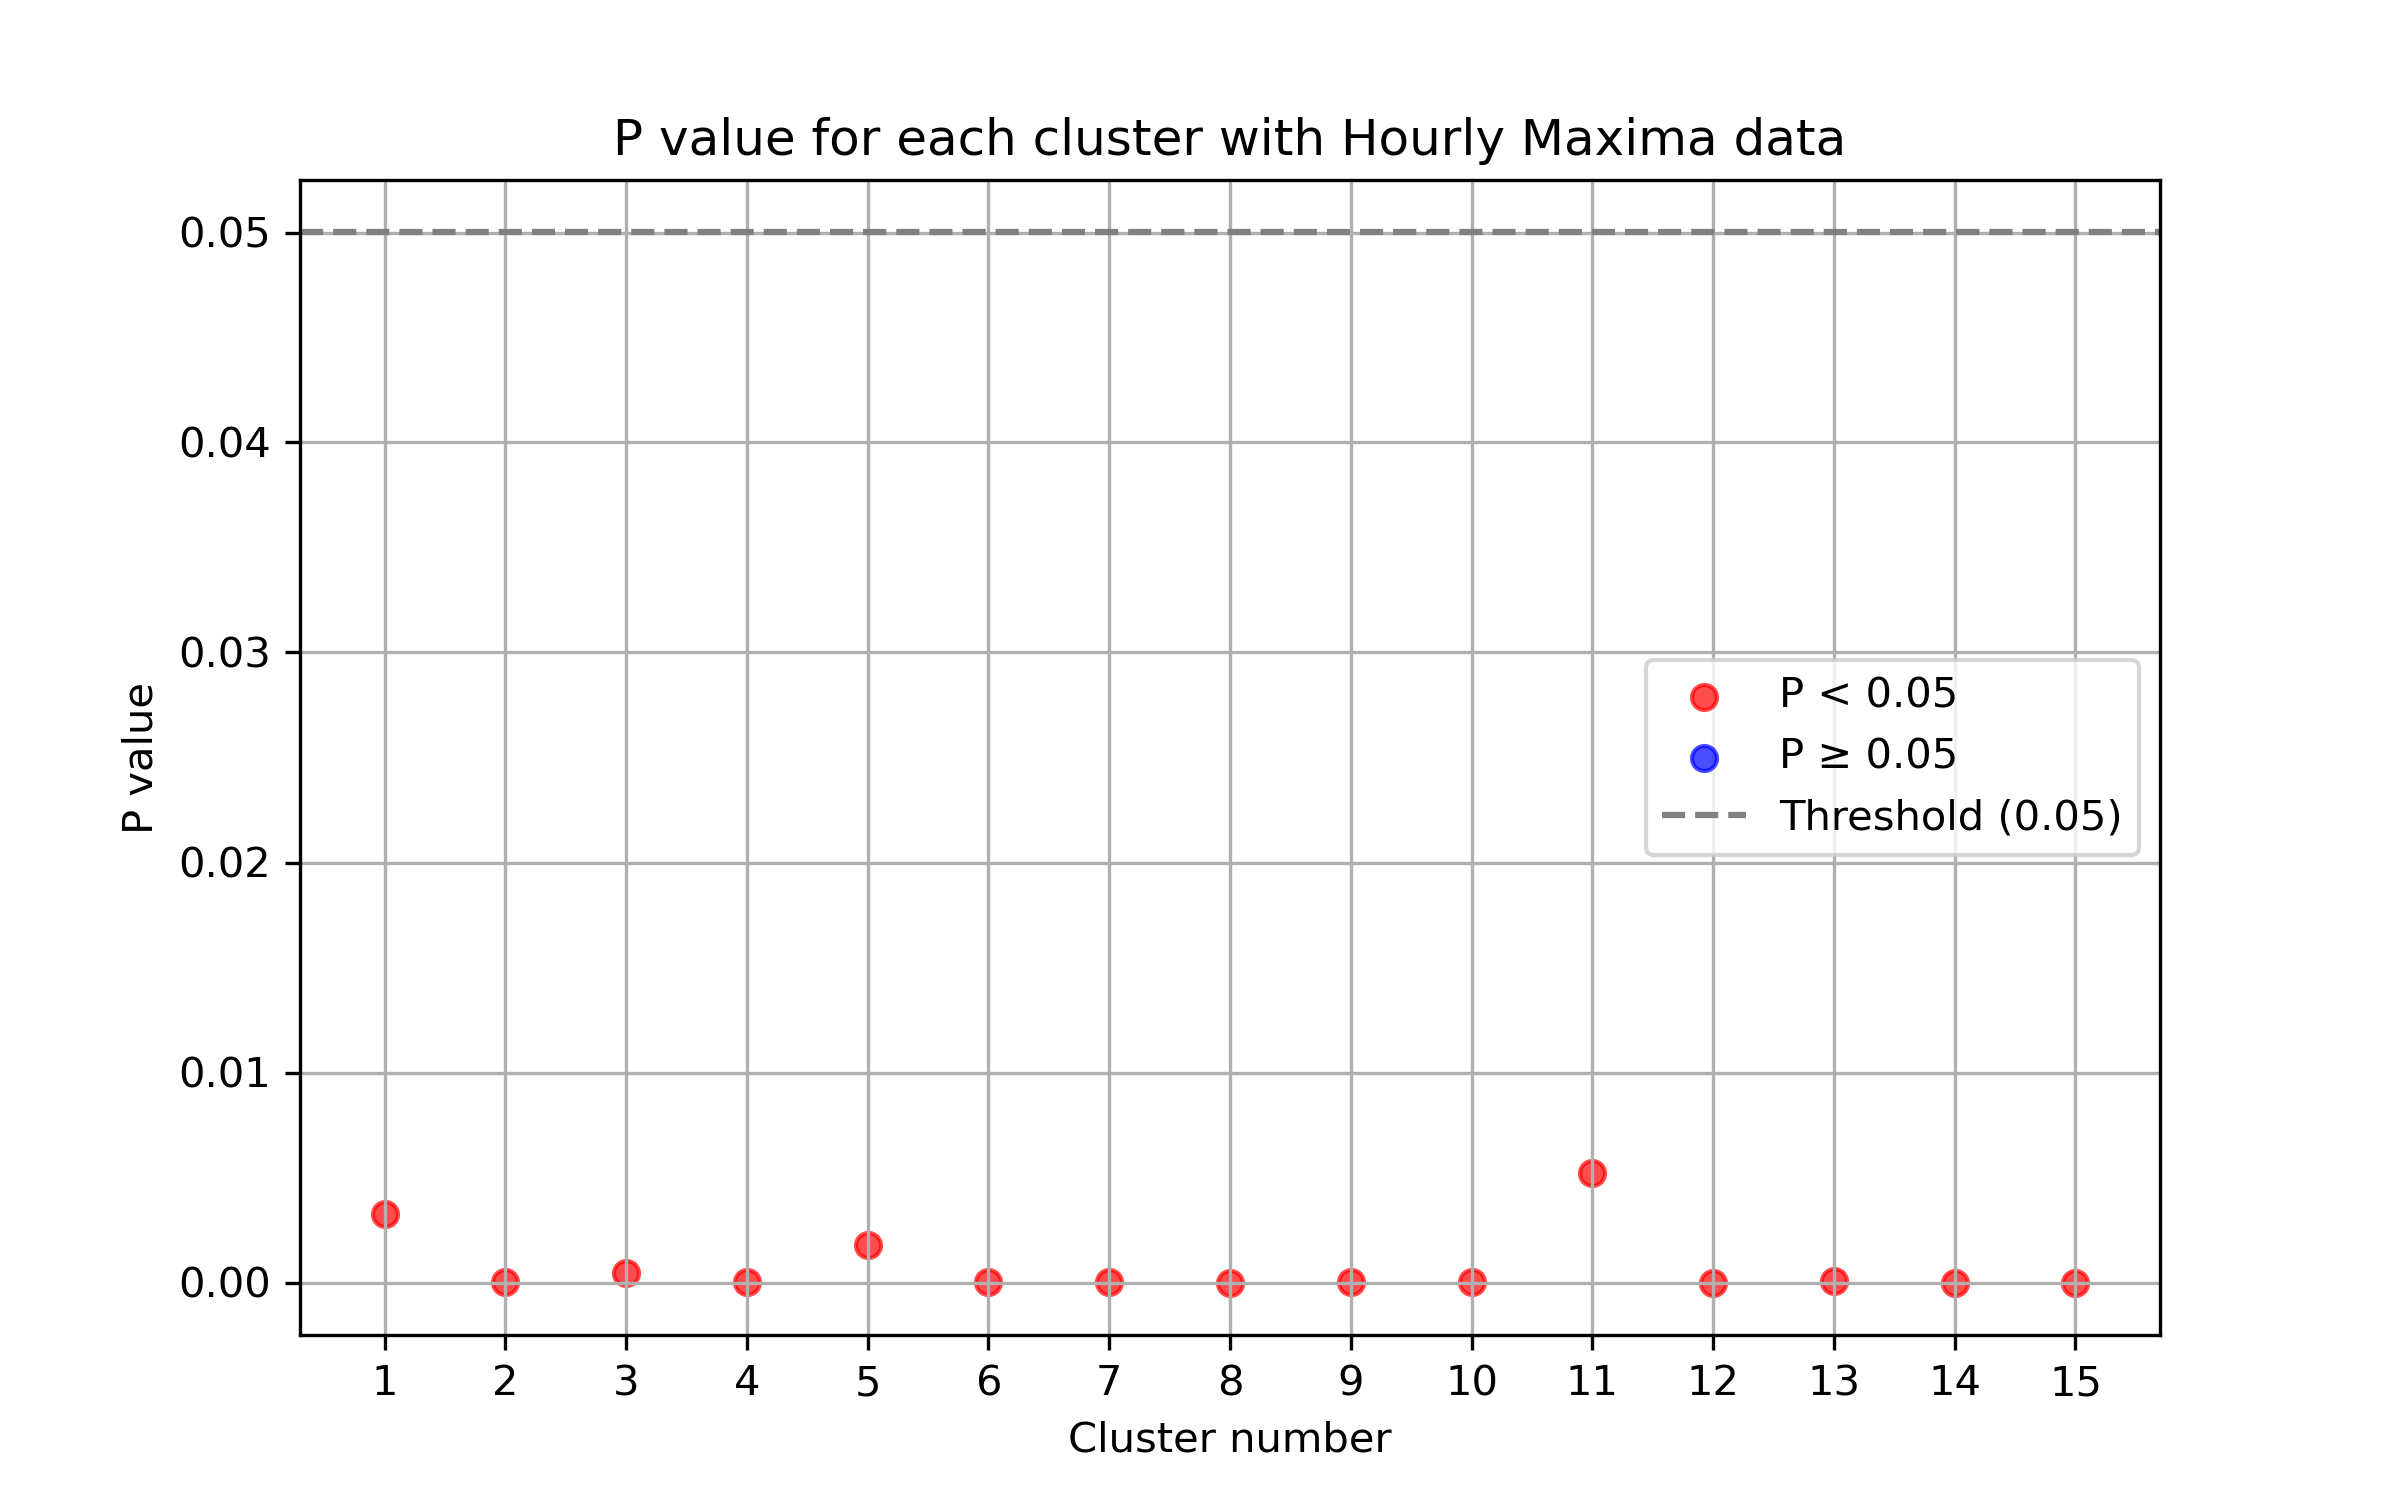 P value for each cluster with Hourly Maxima data
P value
0.05
0.04
0.03
0.02
0.01
0.00
P < 0.05
P ≥ 0.05
Threshold (0.05)
1 2 3 4 5 6 7 8 9 10 11 12 13 14 15
Cluster number